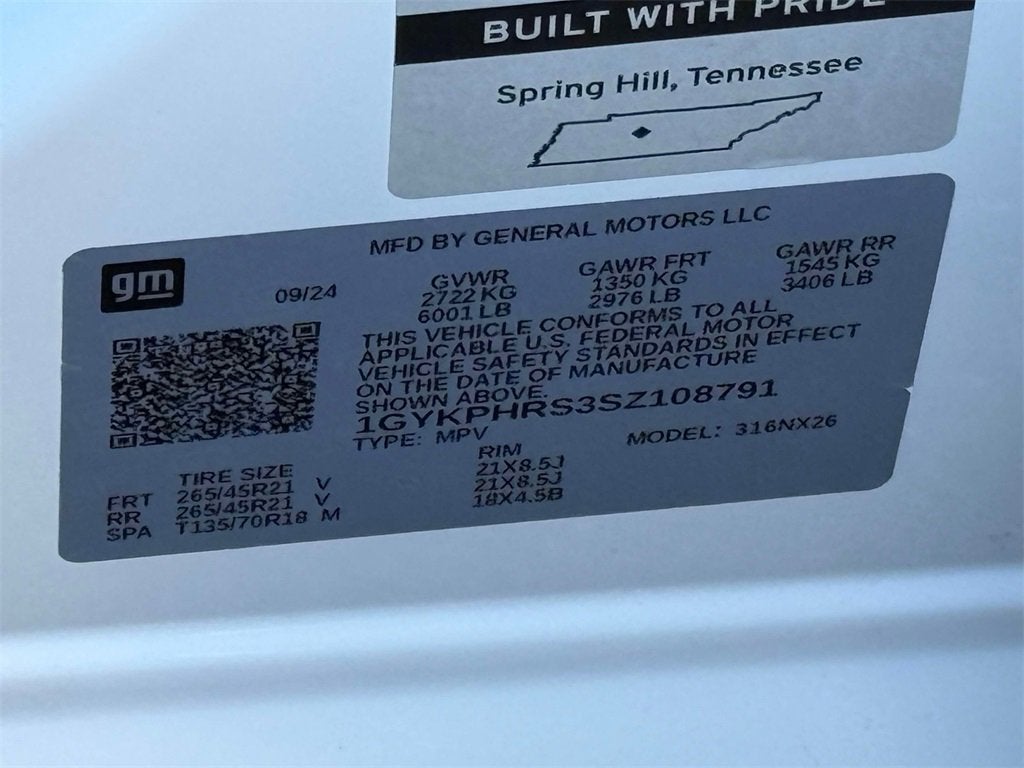 BUILT WITH PRIDE
Spring Hill, Tennessee
MFD BY GENERAL MOTORS LLC
gm
09/24
GVWR GAWR FRT GAWR RR
2722 KG 1350 KG 1545 KG
6001 LB 2976 LB 3406 LB
THIS VEHICLE CONFORMS TO ALL
APPLICABLE U.S. FEDERAL MOTOR
VEHICLE SAFETY STANDARDS IN EFFECT
ON THE DATE OF MANUFACTURE
SHOWN ABOVE.
1GYKPHRS3SZ108791
TYPE: MPV MODEL: 316NX26
TIRE SIZE RIM
FRT 265/45R21 V 21X8.5J
RR 265/45R21 V 21X8.5J
SPA T135/70R18 M 18X4.5B